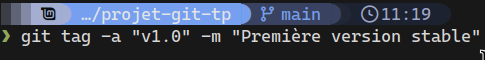 …/projet-git-tp main 11:19
❯ git tag -a "v1.0" -m "Première version stable"